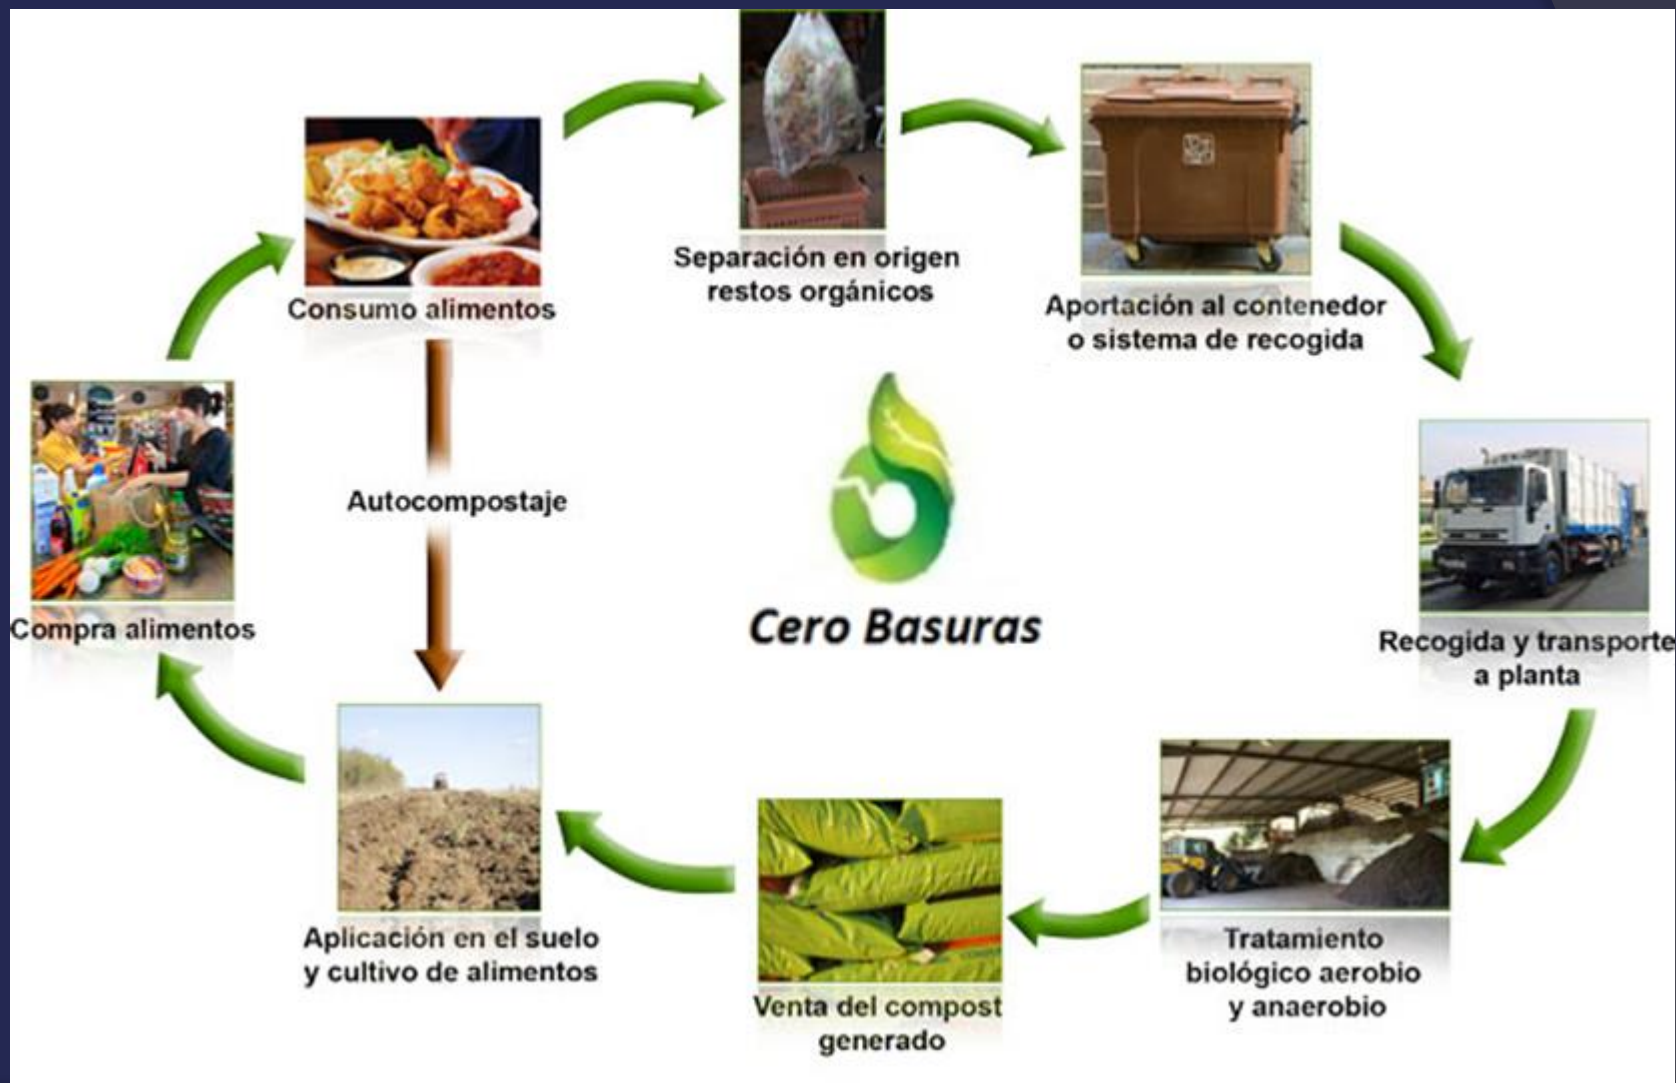 Separación en origen
restos orgánicos
Aportación al contenedor
o sistema de recogida
Consumo alimentos
Recogida y transporte
a planta
Autocompostaje
Cero Basuras
Compra alimentos
Tratamiento
biológico aerobio
y anaerobio
Venta del compost
generado
Aplicación en el suelo
y cultivo de alimentos